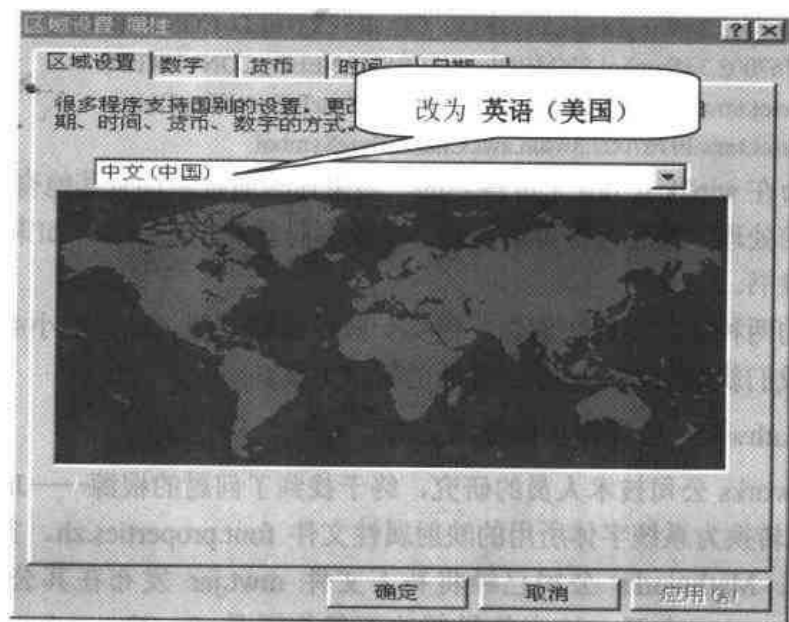 区域设置 属性
区域设置 数字 货币 时间 日期
很多程序支持国别的设置。更改
期、时间、货币、数字的方式。
改为 英语（美国）
中文(中国)
确定 取消 应用(A)